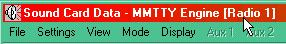 Sound Card Data - MMTTY Engine [Radio 1]
File Settings View Mode Display Aux 1 Aux 2